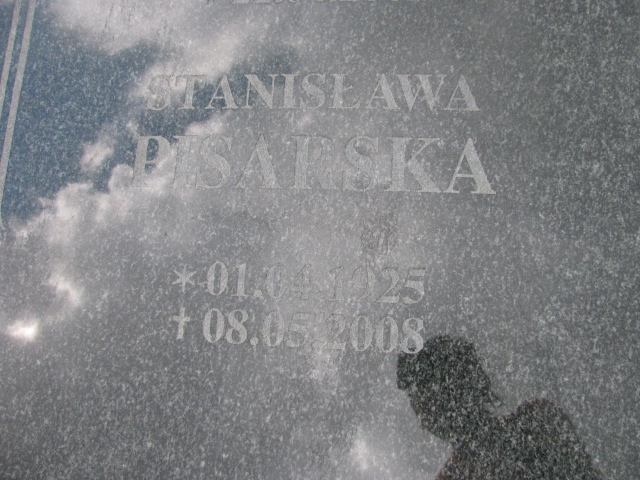 STANISŁAWA
PISARSKA
* 01.04.1925
† 08.05.2008